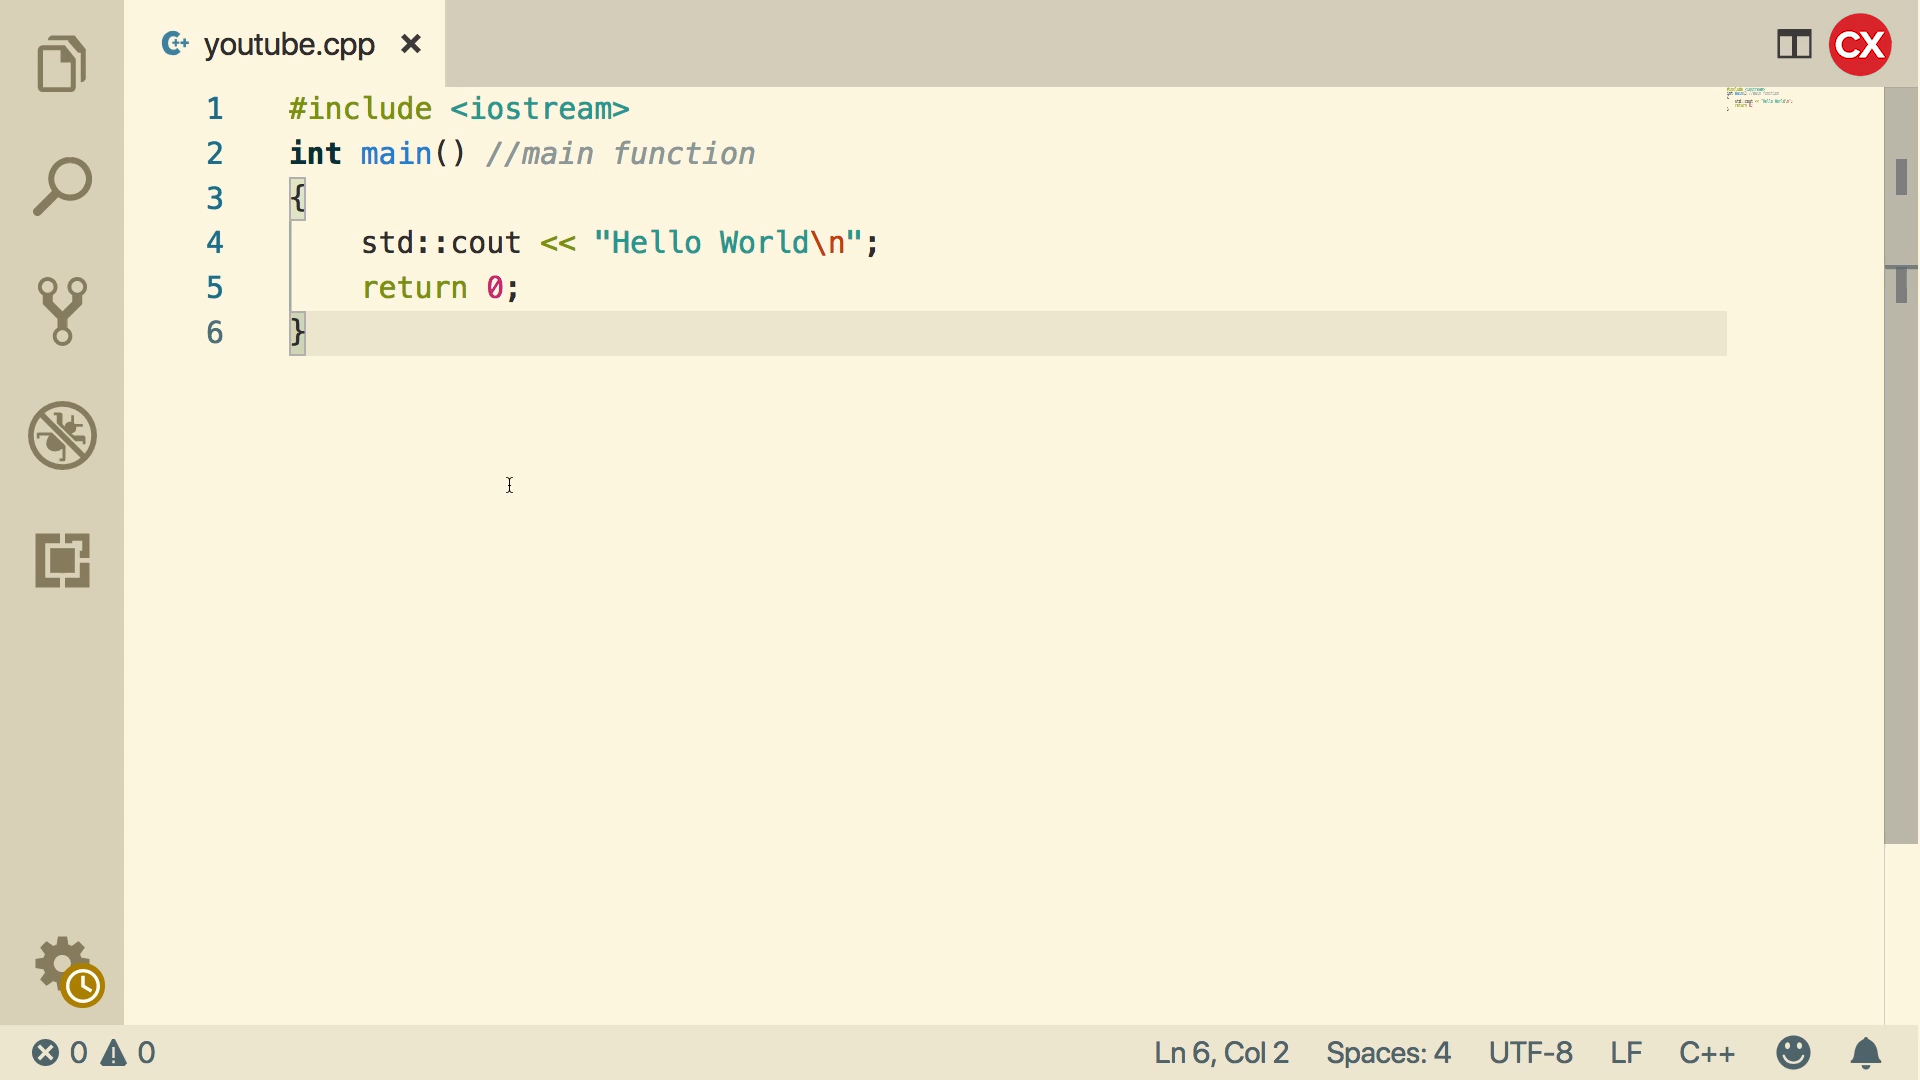 youtube.cpp
CX
1 #include <iostream>
2 int main() //main function
3 {
4     std::cout << "Hello World\n";
5     return 0;
6 }
0 0 Ln 6, Col 2 Spaces: 4 UTF-8 LF C++